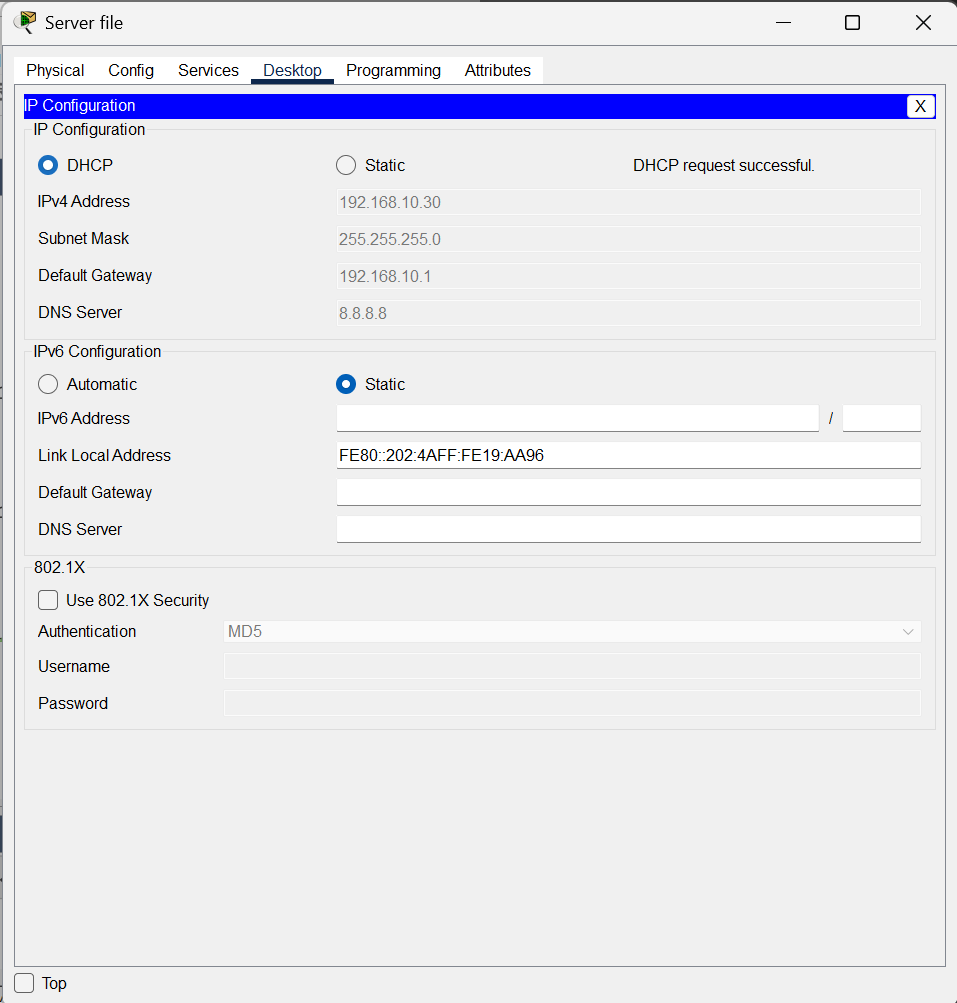 Server file
Physical Config Services Desktop Programming Attributes
IP Configuration X
IP Configuration
DHCP Static DHCP request successful.
IPv4 Address 192.168.10.30
Subnet Mask 255.255.255.0
Default Gateway 192.168.10.1
DNS Server 8.8.8.8
IPv6 Configuration
Automatic Static
IPv6 Address /
Link Local Address FE80::202:4AFF:FE19:AA96
Default Gateway
DNS Server
802.1X
Use 802.1X Security
Authentication MD5
Username
Password
Top